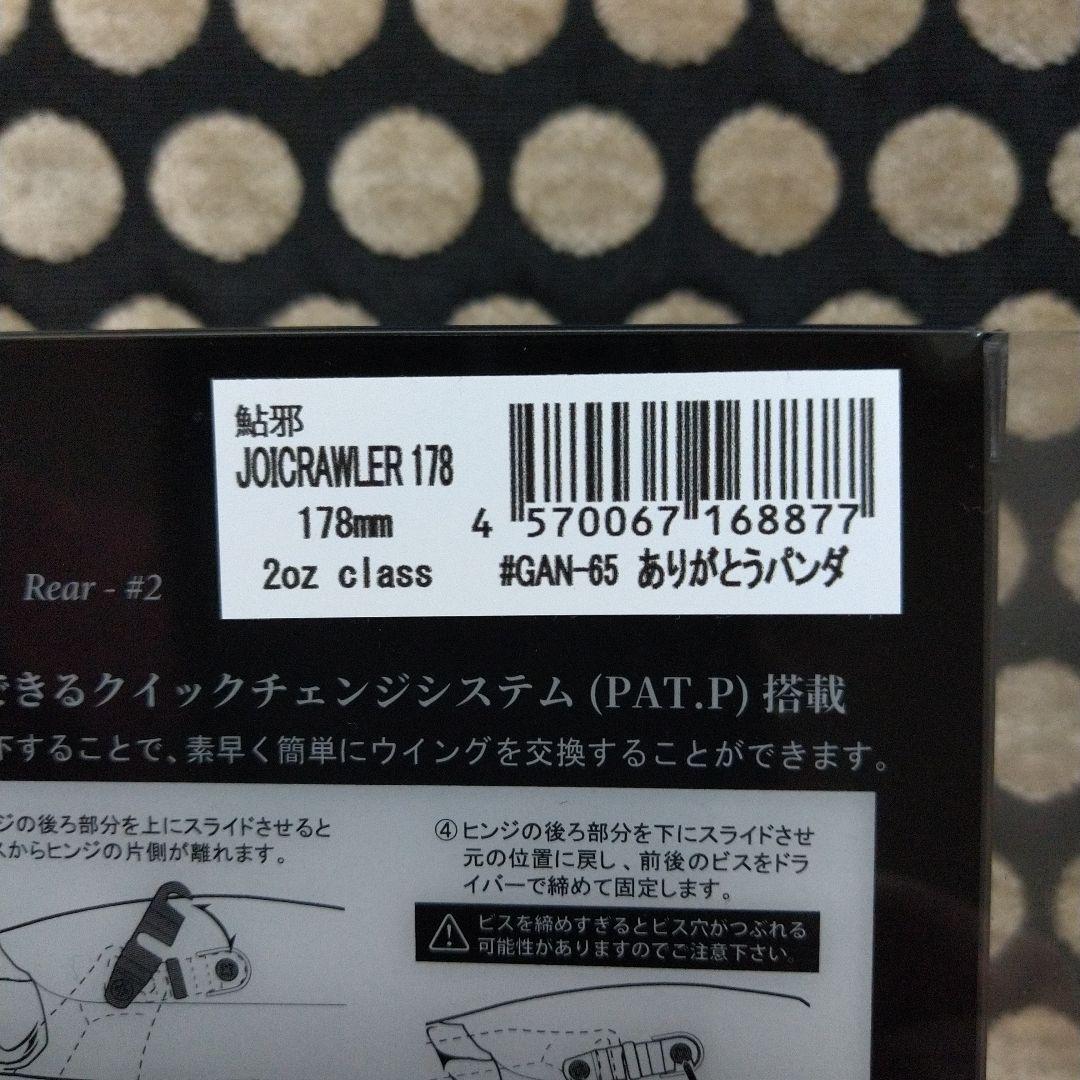 鮎邪
JOICRAWLER 178
178mm
2oz class
4 570067 168877
#GAN-65 ありがとうパンダ
Rear - #2
できるクイックチェンジシステム (PAT.P) 搭載
下することで、素早く簡単にウイングを交換することができます。
ンジの後ろ部分を上にスライドさせると
スからヒンジの片側が離れます。
④ヒンジの後ろ部分を下にスライドさせ
元の位置に戻し、前後のビスをドラ
イバーで締めて固定します。
ビスを締めすぎるとビス穴がつぶれる
可能性がありますのでご注意下さい。